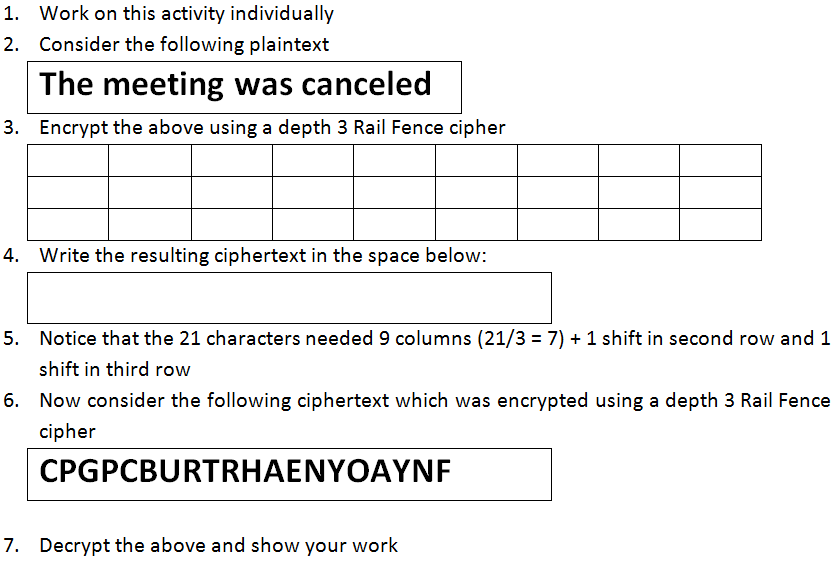 1. Work on this activity individually
2. Consider the following plaintext
The meeting was canceled
3. Encrypt the above using a depth 3 Rail Fence cipher
4. Write the resulting ciphertext in the space below:
5. Notice that the 21 characters needed 9 columns (21/3 = 7) + 1 shift in second row and 1
shift in third row
6. Now consider the following ciphertext which was encrypted using a depth 3 Rail Fence
cipher
CPGPCBURTRHAENYOAYNF
7. Decrypt the above and show your work